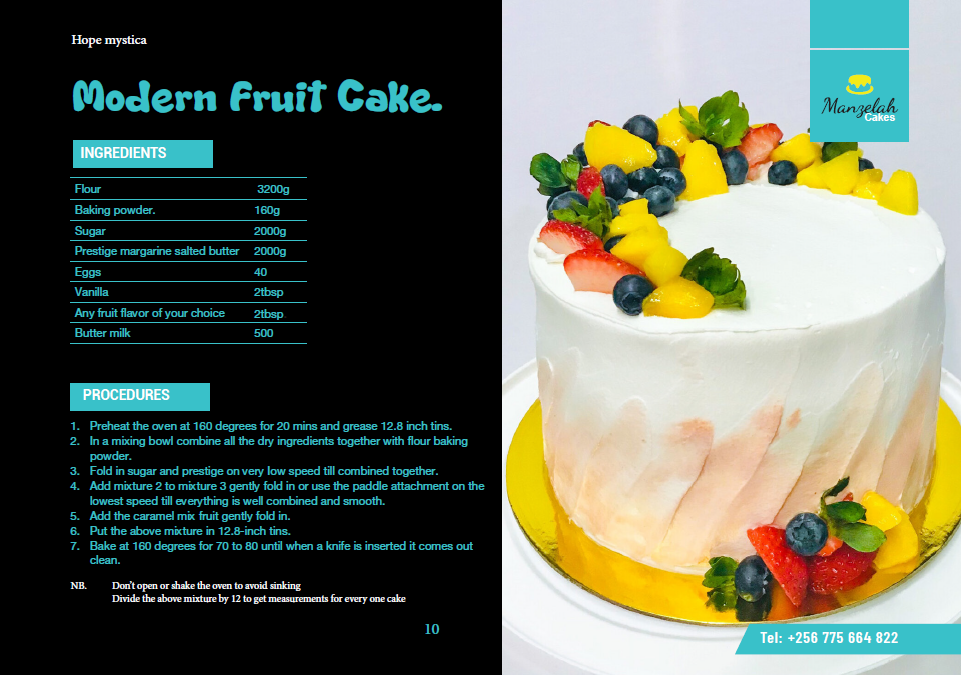 Hope mystica
Modern Fruit Cake.
INGREDIENTS
Flour 3200g
Baking powder. 160g
Sugar 2000g
Prestige margarine salted butter 2000g
Eggs 40
Vanilla 2tbsp
Any fruit flavor of your choice 2tbsp
Butter milk 500
PROCEDURES
1. Preheat the oven at 160 degrees for 20 mins and grease 12.8 inch tins.
2. In a mixing bowl combine all the dry ingredients together with flour baking
powder.
3. Fold in sugar and prestige on very low speed till combined together.
4. Add mixture 2 to mixture 3 gently fold in or use the paddle attachment on the
lowest speed till everything is well combined and smooth.
5. Add the caramel mix fruit gently fold in.
6. Put the above mixture in 12.8-inch tins.
7. Bake at 160 degrees for 70 to 80 until when a knife is inserted it comes out
clean.
NB. Don't open or shake the oven to avoid sinking
Divide the above mixture by 12 to get measurements for every one cake
10
Manzelah
Cakes
Tel: +256 775 664 822